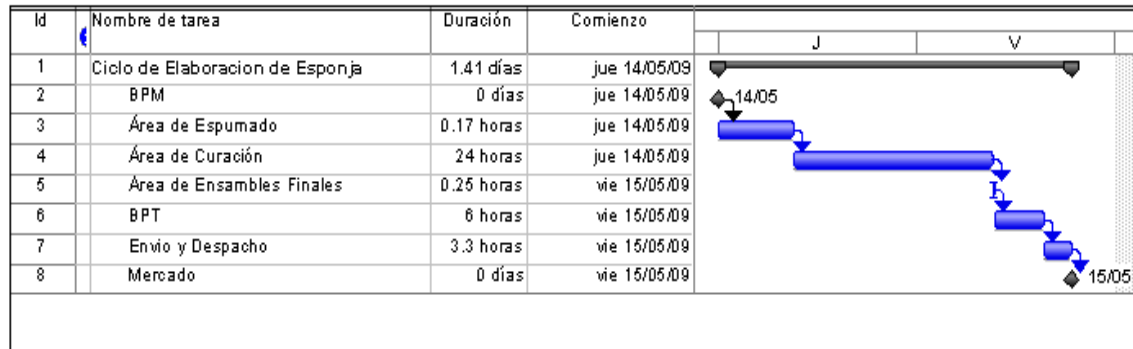 Id Nombre de tarea Duración Comienzo
J V
1 Ciclo de Elaboracion de Esponja 1.41 días jue 14/05/09
2 BPM 0 días jue 14/05/09 14/05
3 Área de Espumado 0.17 horas jue 14/05/09
4 Área de Curación 24 horas jue 14/05/09
5 Área de Ensambles Finales 0.25 horas vie 15/05/09
6 BPT 6 horas vie 15/05/09
7 Envio y Despacho 3.3 horas vie 15/05/09
8 Mercado 0 días vie 15/05/09 15/05